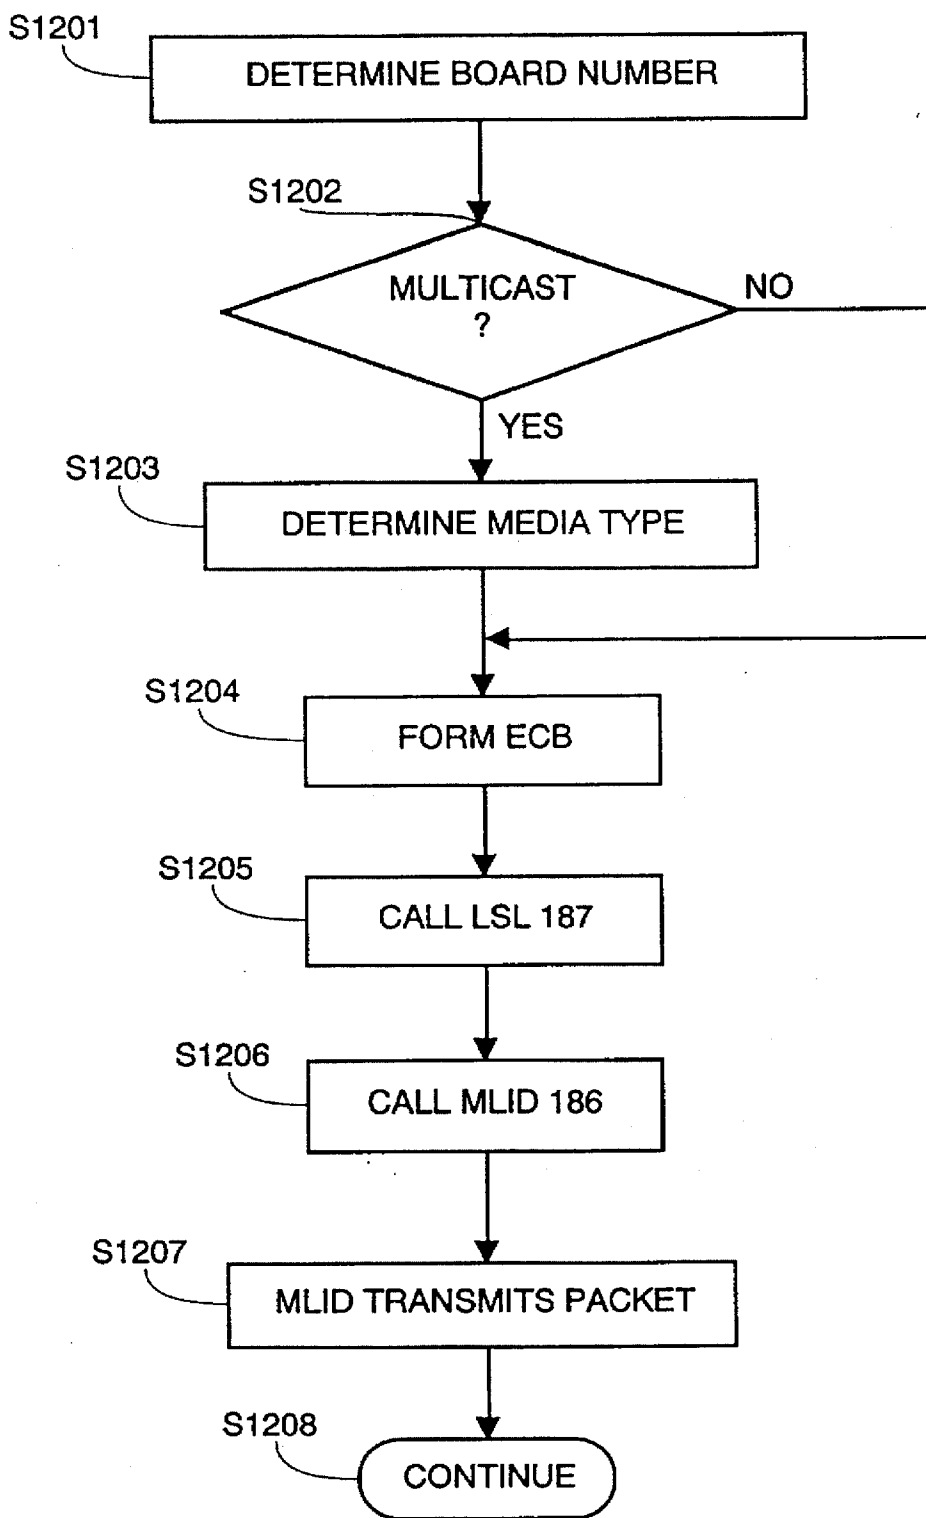 S1201
DETERMINE BOARD NUMBER
S1202
MULTICAST
?
NO
YES
S1203
DETERMINE MEDIA TYPE
S1204
FORM ECB
S1205
CALL LSL 187
S1206
CALL MLID 186
S1207
MLID TRANSMITS PACKET
S1208
CONTINUE